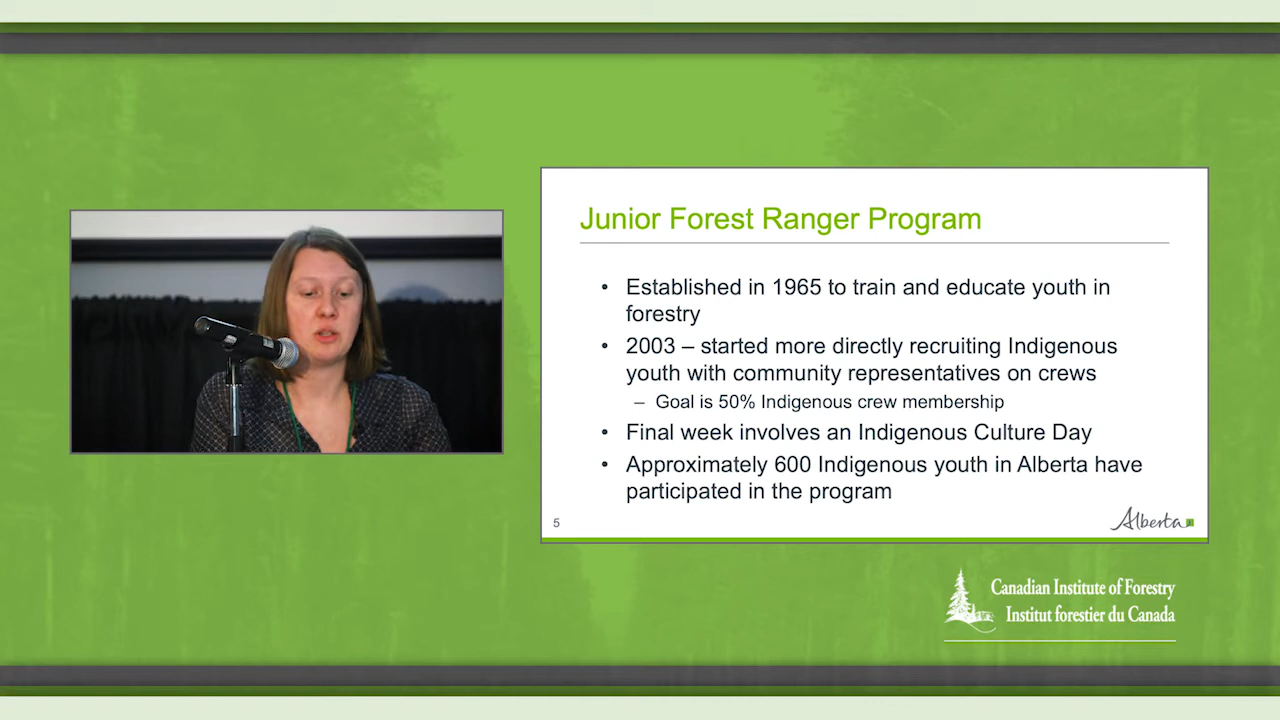 Junior Forest Ranger Program
• Established in 1965 to train and educate youth in
forestry
• 2003 – started more directly recruiting Indigenous
youth with community representatives on crews
– Goal is 50% Indigenous crew membership
• Final week involves an Indigenous Culture Day
• Approximately 600 Indigenous youth in Alberta have
participated in the program
5
Alberta
Canadian Institute of Forestry
Institut forestier du Canada